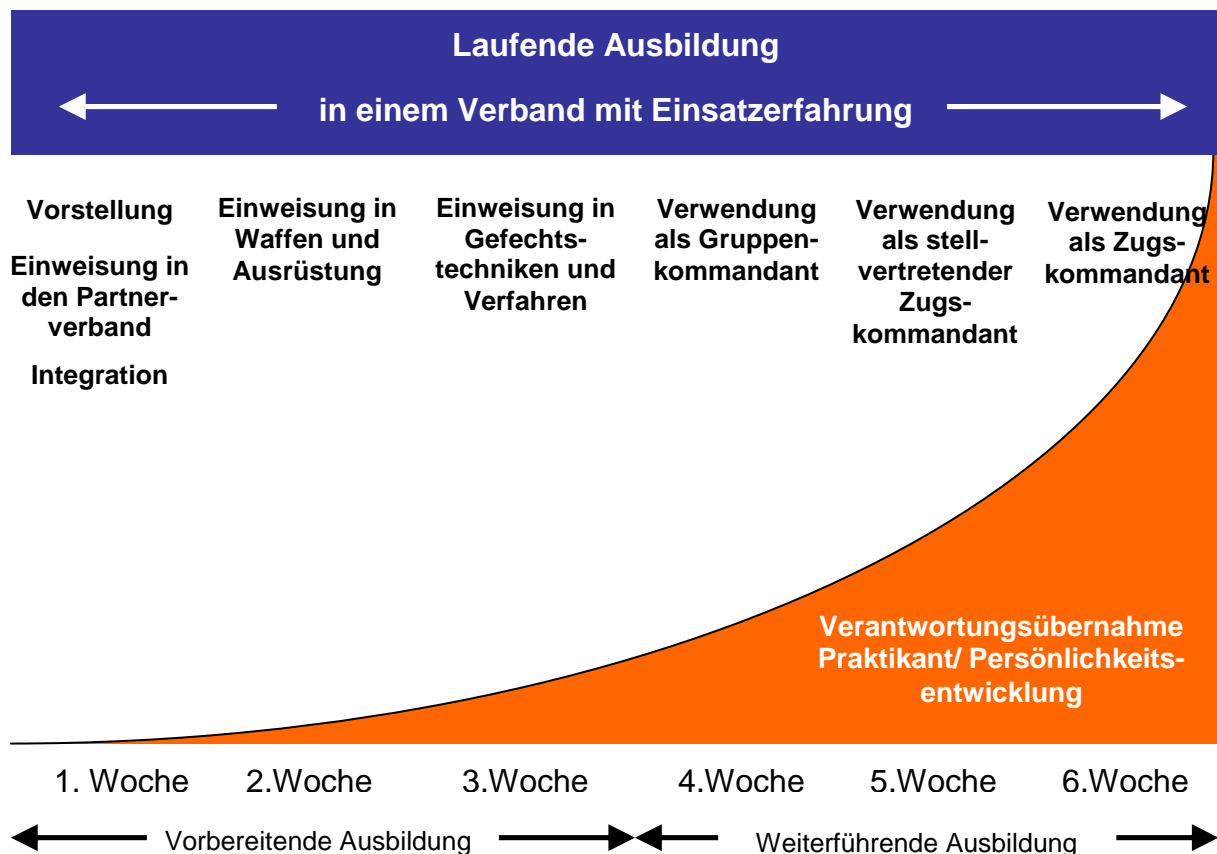 Laufende Ausbildung
in einem Verband mit Einsatzerfahrung
Vorstellung
Einweisung in
den Partner-
verband
Integration
Einweisung in
Waffen und
Ausrüstung
Einweisung in
Gefechts-
techniken und
Verfahren
Verwendung
als Gruppen-
kommandant
Verwendung
als stell-
vertretender
Zugs-
kommandant
Verwendung
als Zugs-
kommandant
Verantwortungsübernahme
Praktikant/ Persönlichkeits-
entwicklung
1. Woche
2.Woche
3.Woche
4.Woche
5.Woche
6.Woche
Vorbereitende Ausbildung
Weiterführende Ausbildung